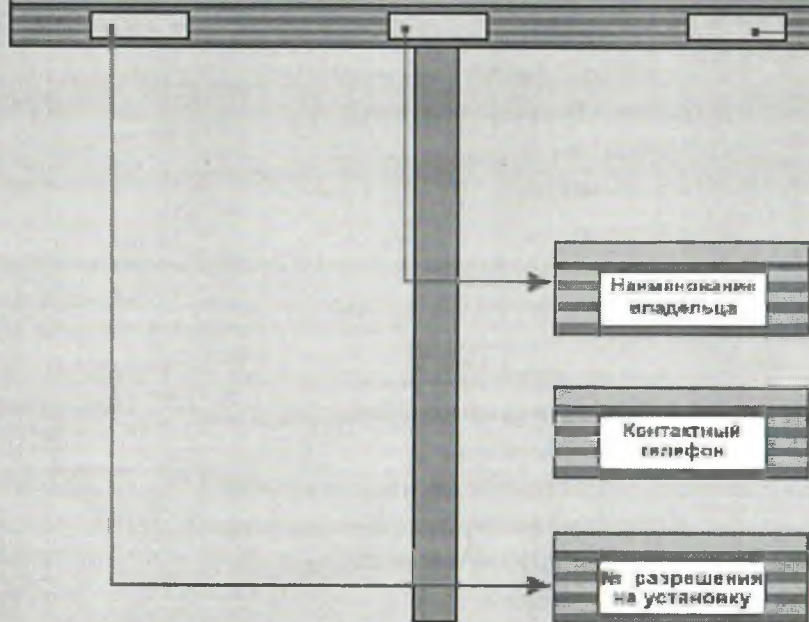 Наименование
владельца
Контактный
телефон
№ разрешения
на установку